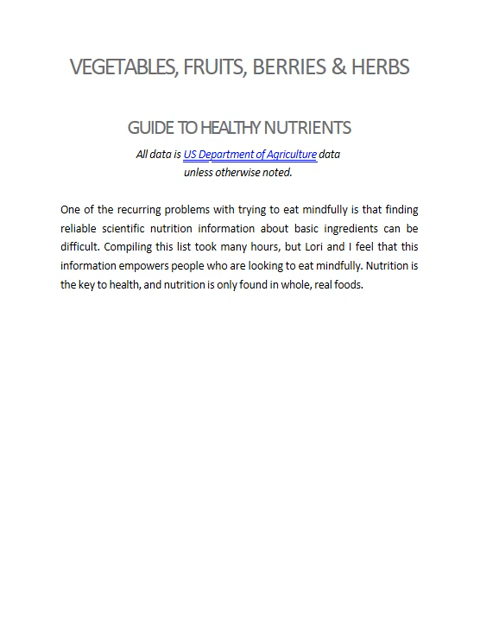 VEGETABLES, FRUITS, BERRIES & HERBS
GUIDE TO HEALTHY NUTRIENTS
All data is US Department of Agriculture data
unless otherwise noted.
One of the recurring problems with trying to eat mindfully is that finding
reliable scientific nutrition information about basic ingredients can be
difficult. Compiling this list took many hours, but Lori and I feel that this
information empowers people who are looking to eat mindfully. Nutrition is
the key to health, and nutrition is only found in whole, real foods.